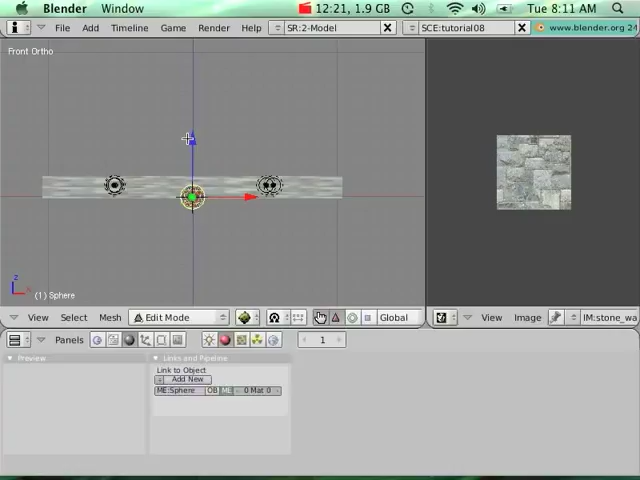 Blender Window 12:21, 1.9 GB Tue 8:11 AM
File Add Timeline Game Render Help SR:2-Model SCE:tutorial08 www.blender.org 24
Front Ortho
z
x
(1) Sphere
View Select Mesh Edit Mode Global View Image IM:stone_wa
Panels 1
Preview Links and Pipeline
Link to Object
Add New
ME:Sphere OB ME 0 Mat 0